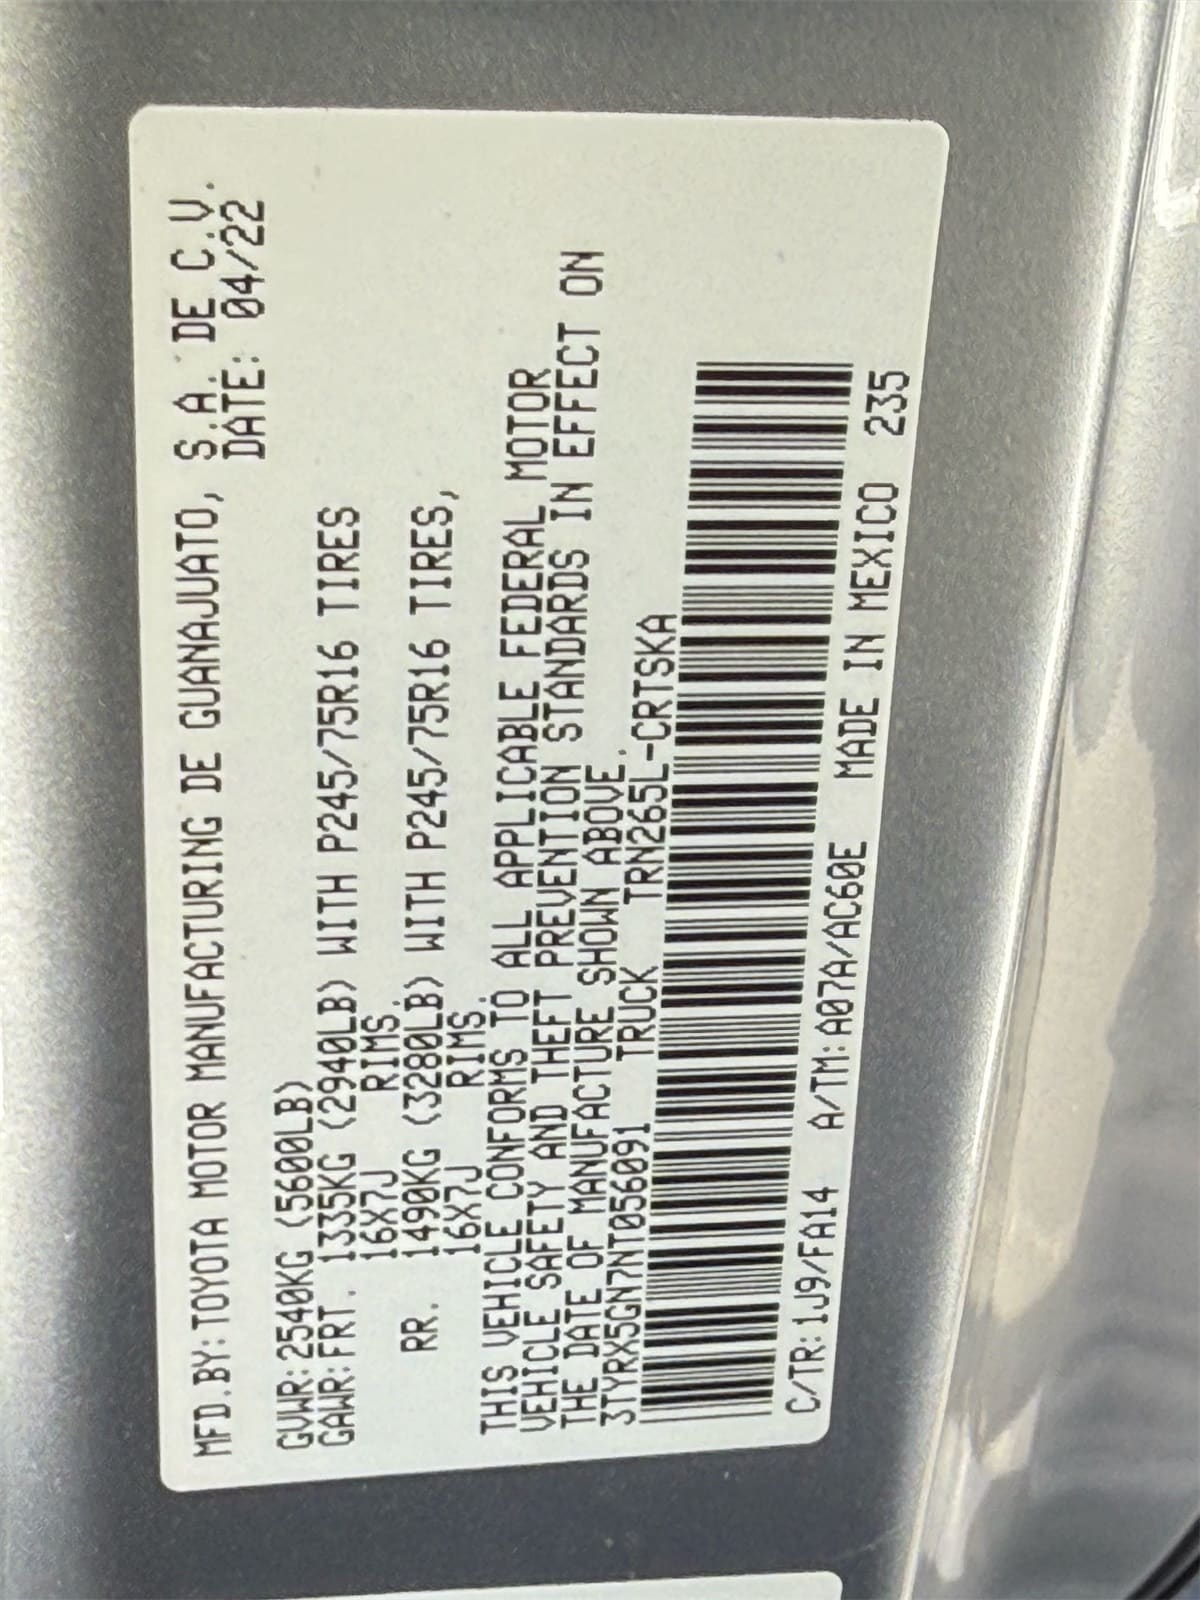 MFD.BY:TOYOTA MOTOR MANUFACTURING DE GUANAJUATO, S.A. DE C.V.
DATE: 04/22
GVWR:2540KG (5600LB)
GAWR:FRT. 1335KG (2940LB) WITH P245/75R16 TIRES
16X7J RIMS.
RR. 1490KG (3280LB) WITH P245/75R16 TIRES,
16X7J RIMS.
THIS VEHICLE CONFORMS TO ALL APPLICABLE FEDERAL MOTOR
VEHICLE SAFETY AND THEFT PREVENTION STANDARDS IN EFFECT ON
THE DATE OF MANUFACTURE SHOWN ABOVE.
3TYRX5GN7NT056091 TRUCK TRN265L-CRTSKA
C/TR:1J9/FA14 A/TM:A07A/AC60E MADE IN MEXICO 235